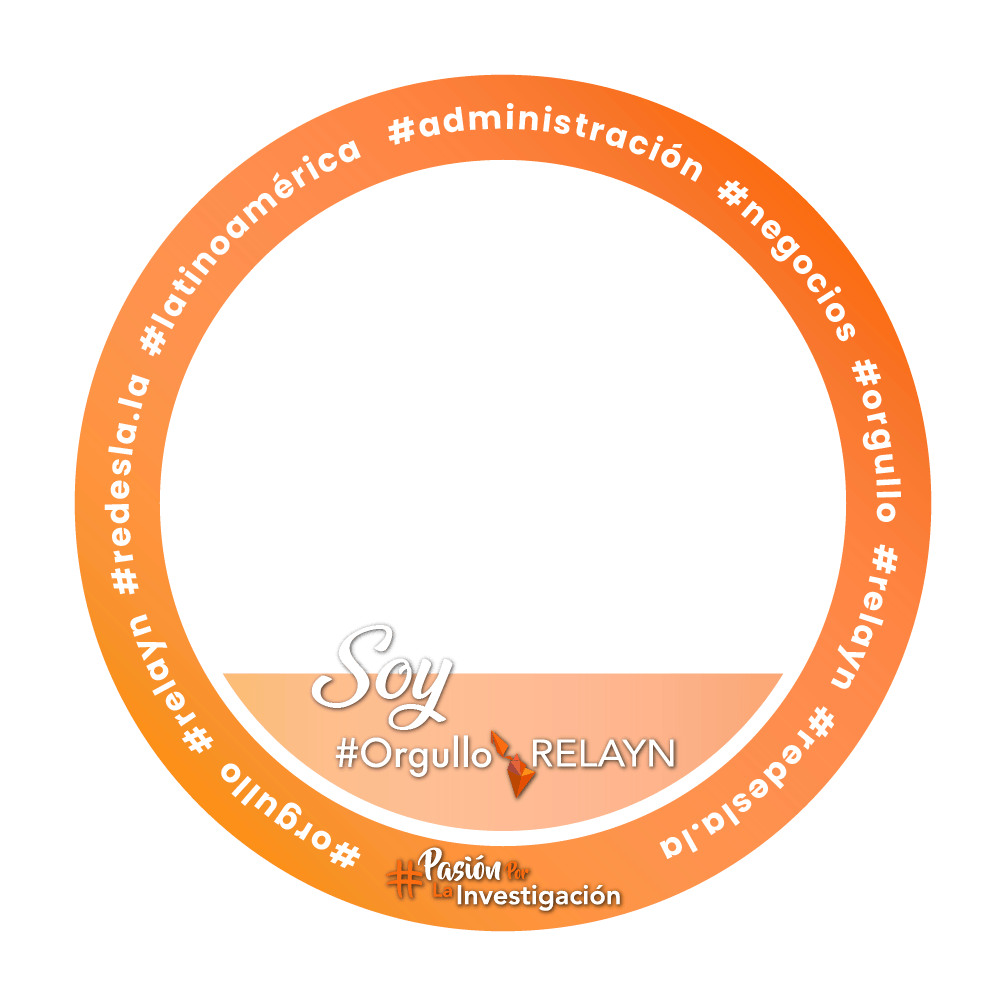 #administración #negocios #orgullo #relayn #redesla.la
#orgullo #relayn #redesla.la #latinoamérica
Soy
#Orgullo RELAYN
#Pasión Por
La Investigación